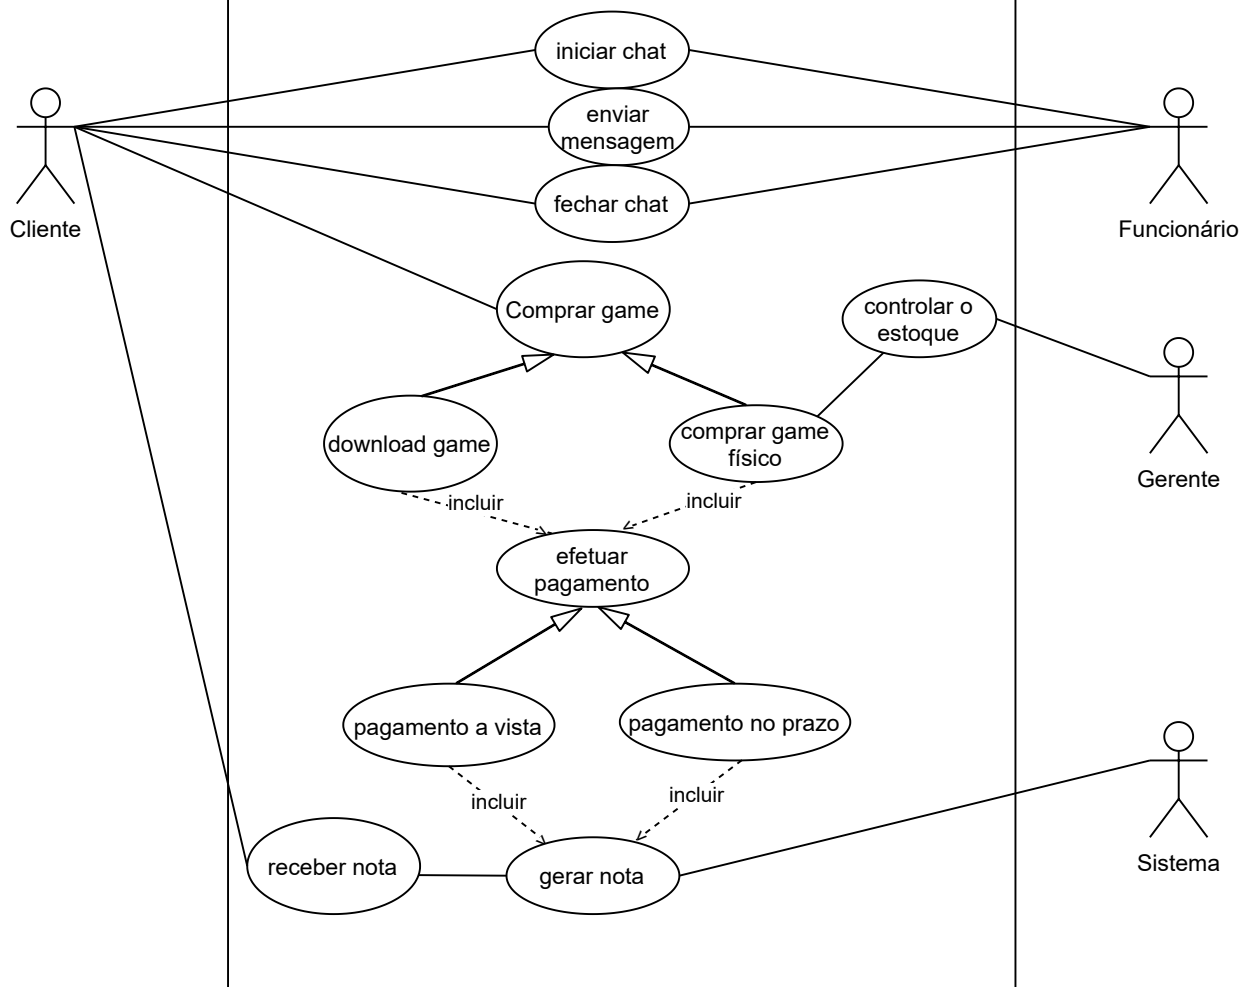 iniciar chat
enviar
mensagem
fechar chat
Cliente
Funcionário
Comprar game
controlar o
estoque
download game
comprar game
físico
Gerente
incluir
incluir
efetuar
pagamento
pagamento a vista
pagamento no prazo
incluir
incluir
receber nota
gerar nota
Sistema